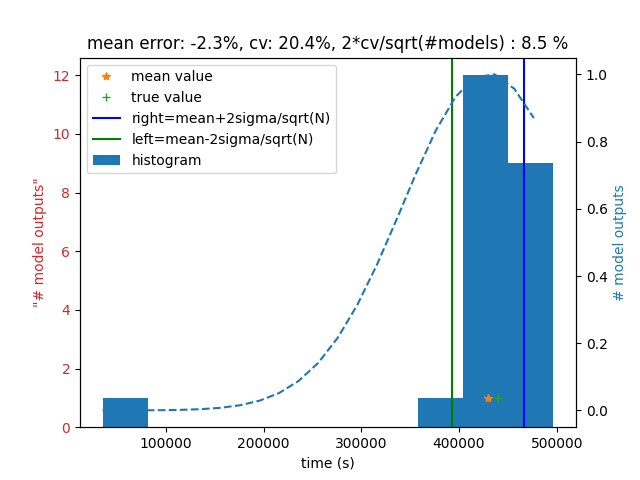 mean error: -2.3%, cv: 20.4%, 2*cv/sqrt(#models) : 8.5 %
mean value
true value
right=mean+2sigma/sqrt(N)
left=mean-2sigma/sqrt(N)
histogram
12
10
8
6
4
2
0
"# model outputs"
1.0
0.8
0.6
0.4
0.2
0.0
# model outputs
100000
200000
300000
400000
500000
time (s)